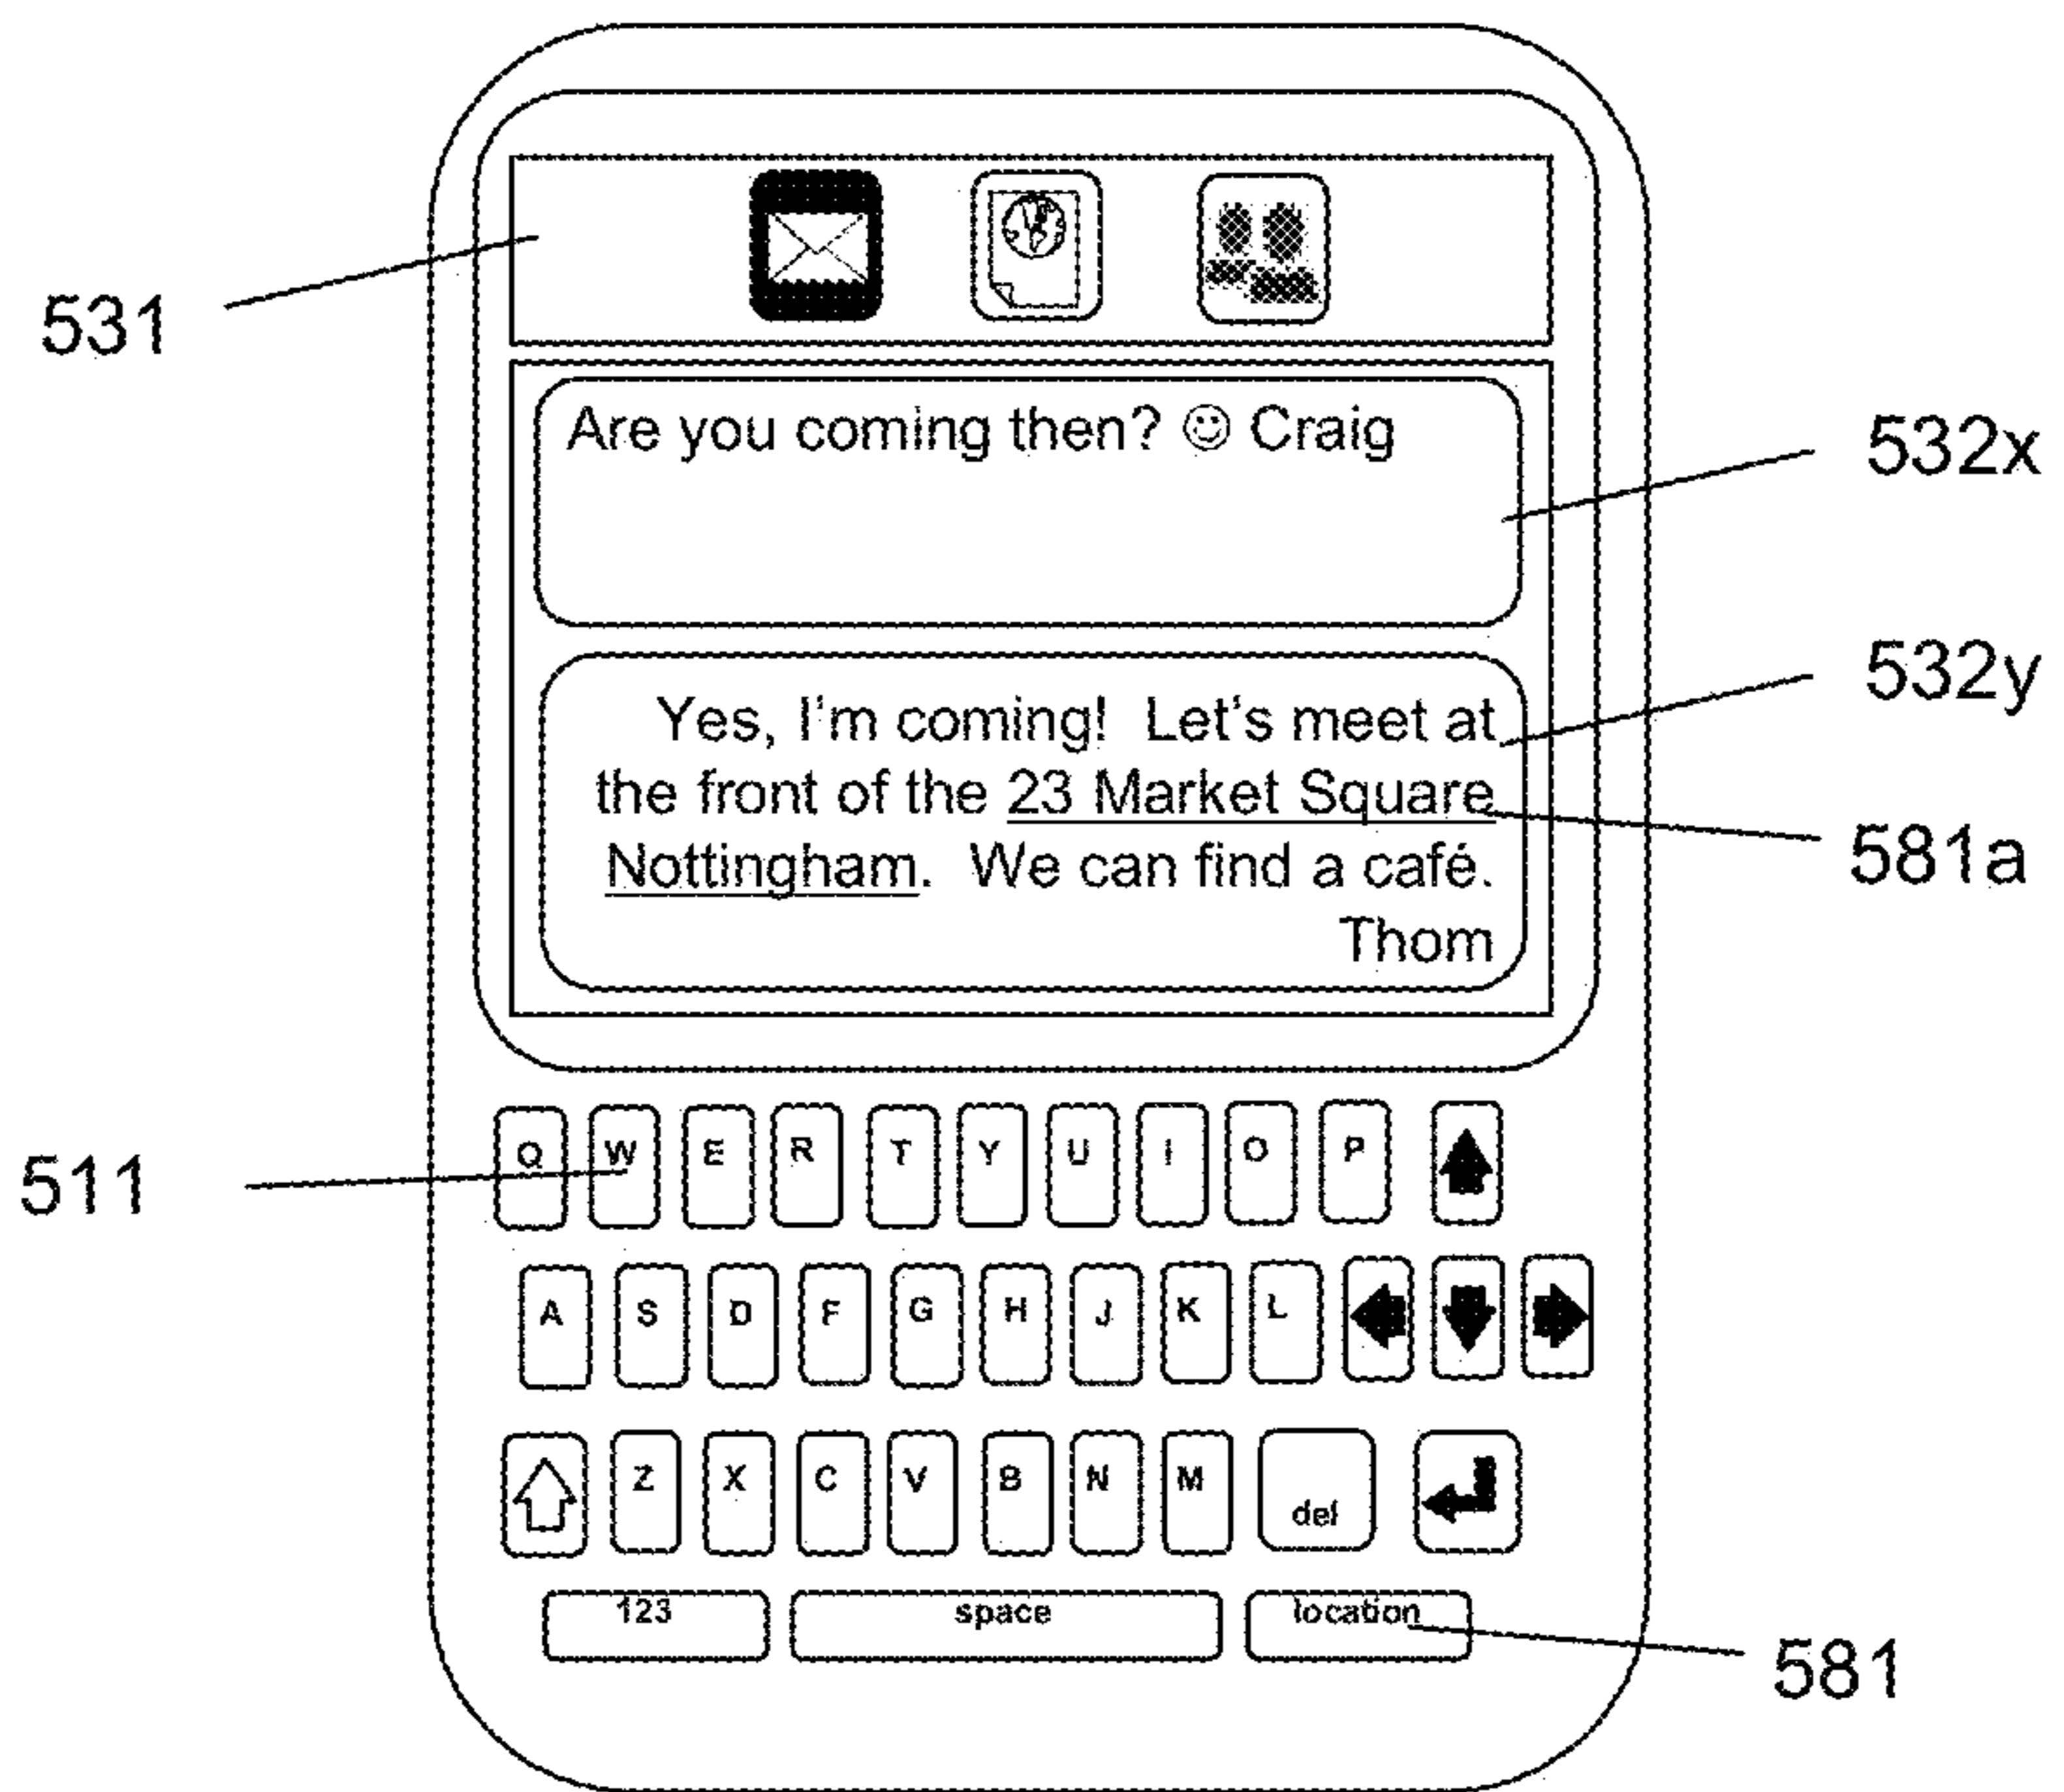 531
Are you coming then? ☺ Craig
532x
532y
Yes, I'm coming!  Let's meet at
the front of the 23 Market Square
581a
Nottingham.  We can find a café.
Thom
511
Q W E R T Y U I O P
A S D F G H J K L
Z X C V B N M del
123 space location
581